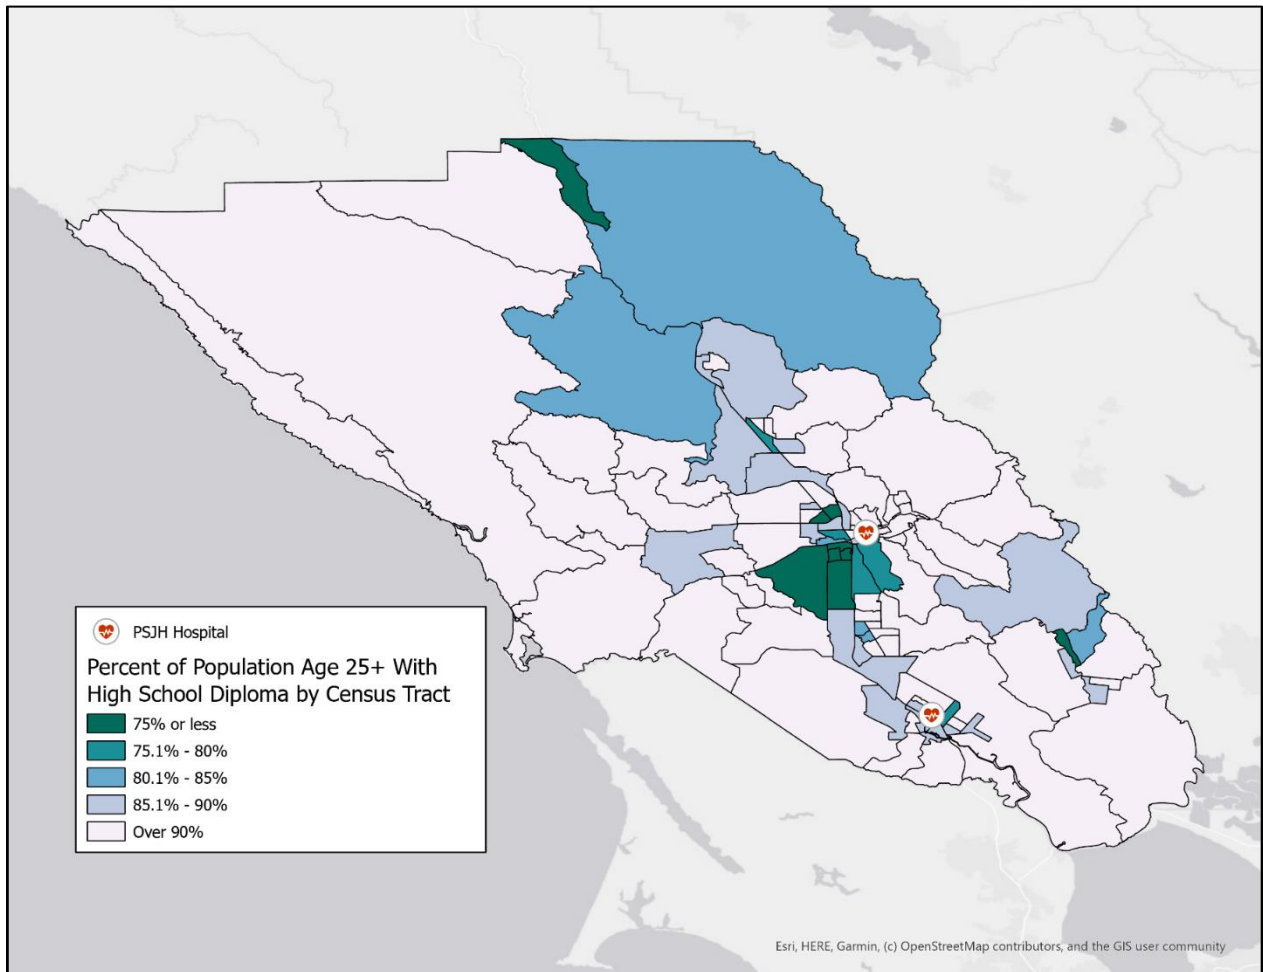 PSJH Hospital
Percent of Population Age 25+ With
High School Diploma by Census Tract
75% or less
75.1% - 80%
80.1% - 85%
85.1% - 90%
Over 90%
Esri, HERE, Garmin, (c) OpenStreetMap contributors, and the GIS user community